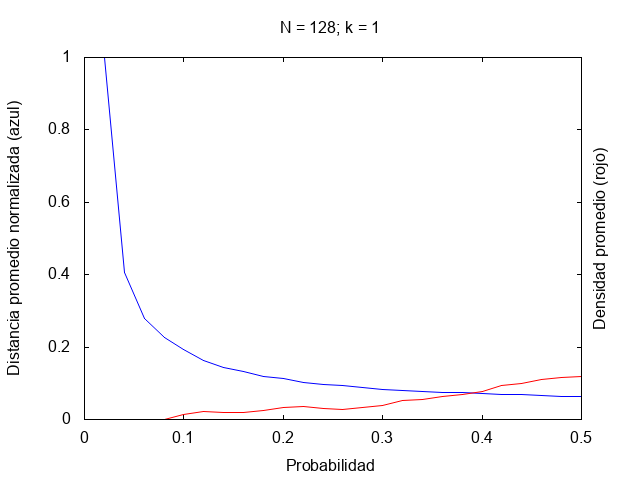 N = 128; k = 1
Distancia promedio normalizada (azul)
1
0.8
0.6
0.4
0.2
0
0 0.1 0.2 0.3 0.4 0.5
Probabilidad
Densidad promedio (rojo)